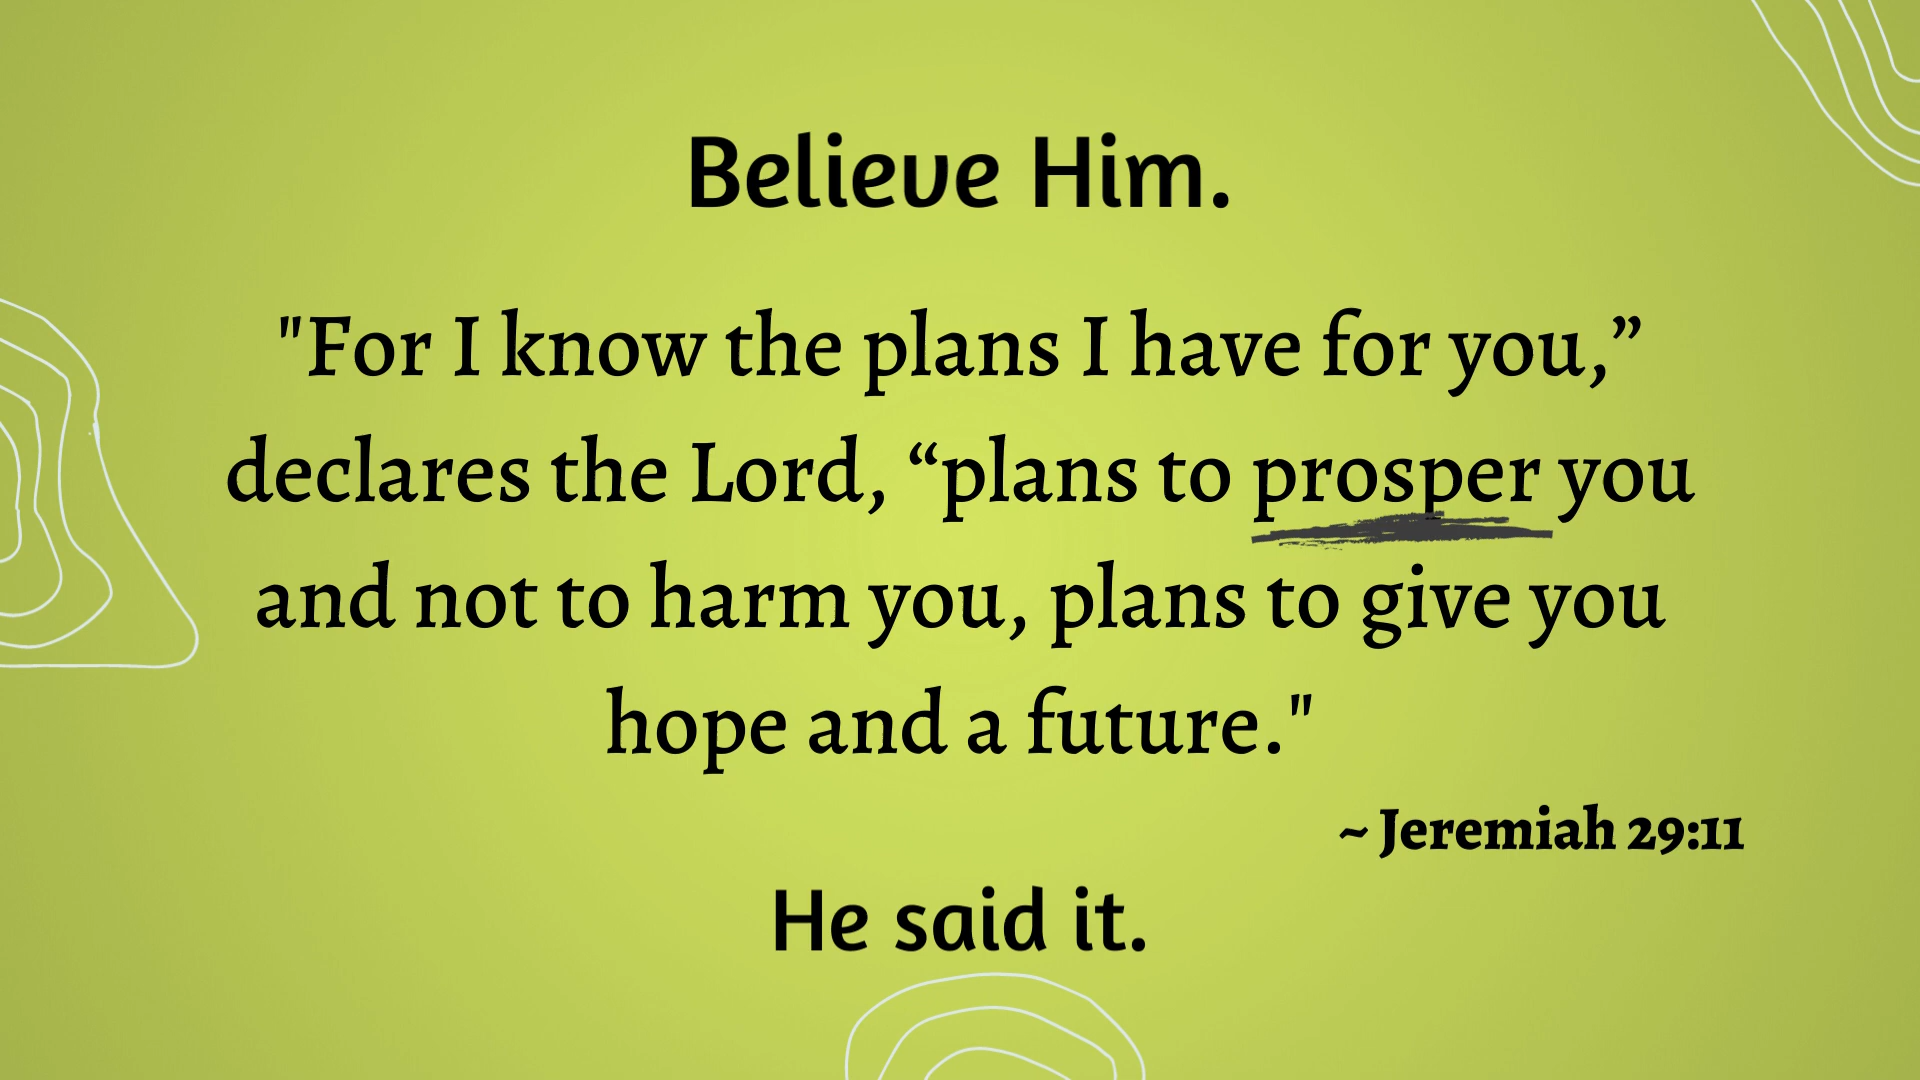 Believe Him.
"For I know the plans I have for you,”
declares the Lord, “plans to prosper you
and not to harm you, plans to give you
hope and a future."
~ Jeremiah 29:11
He said it.